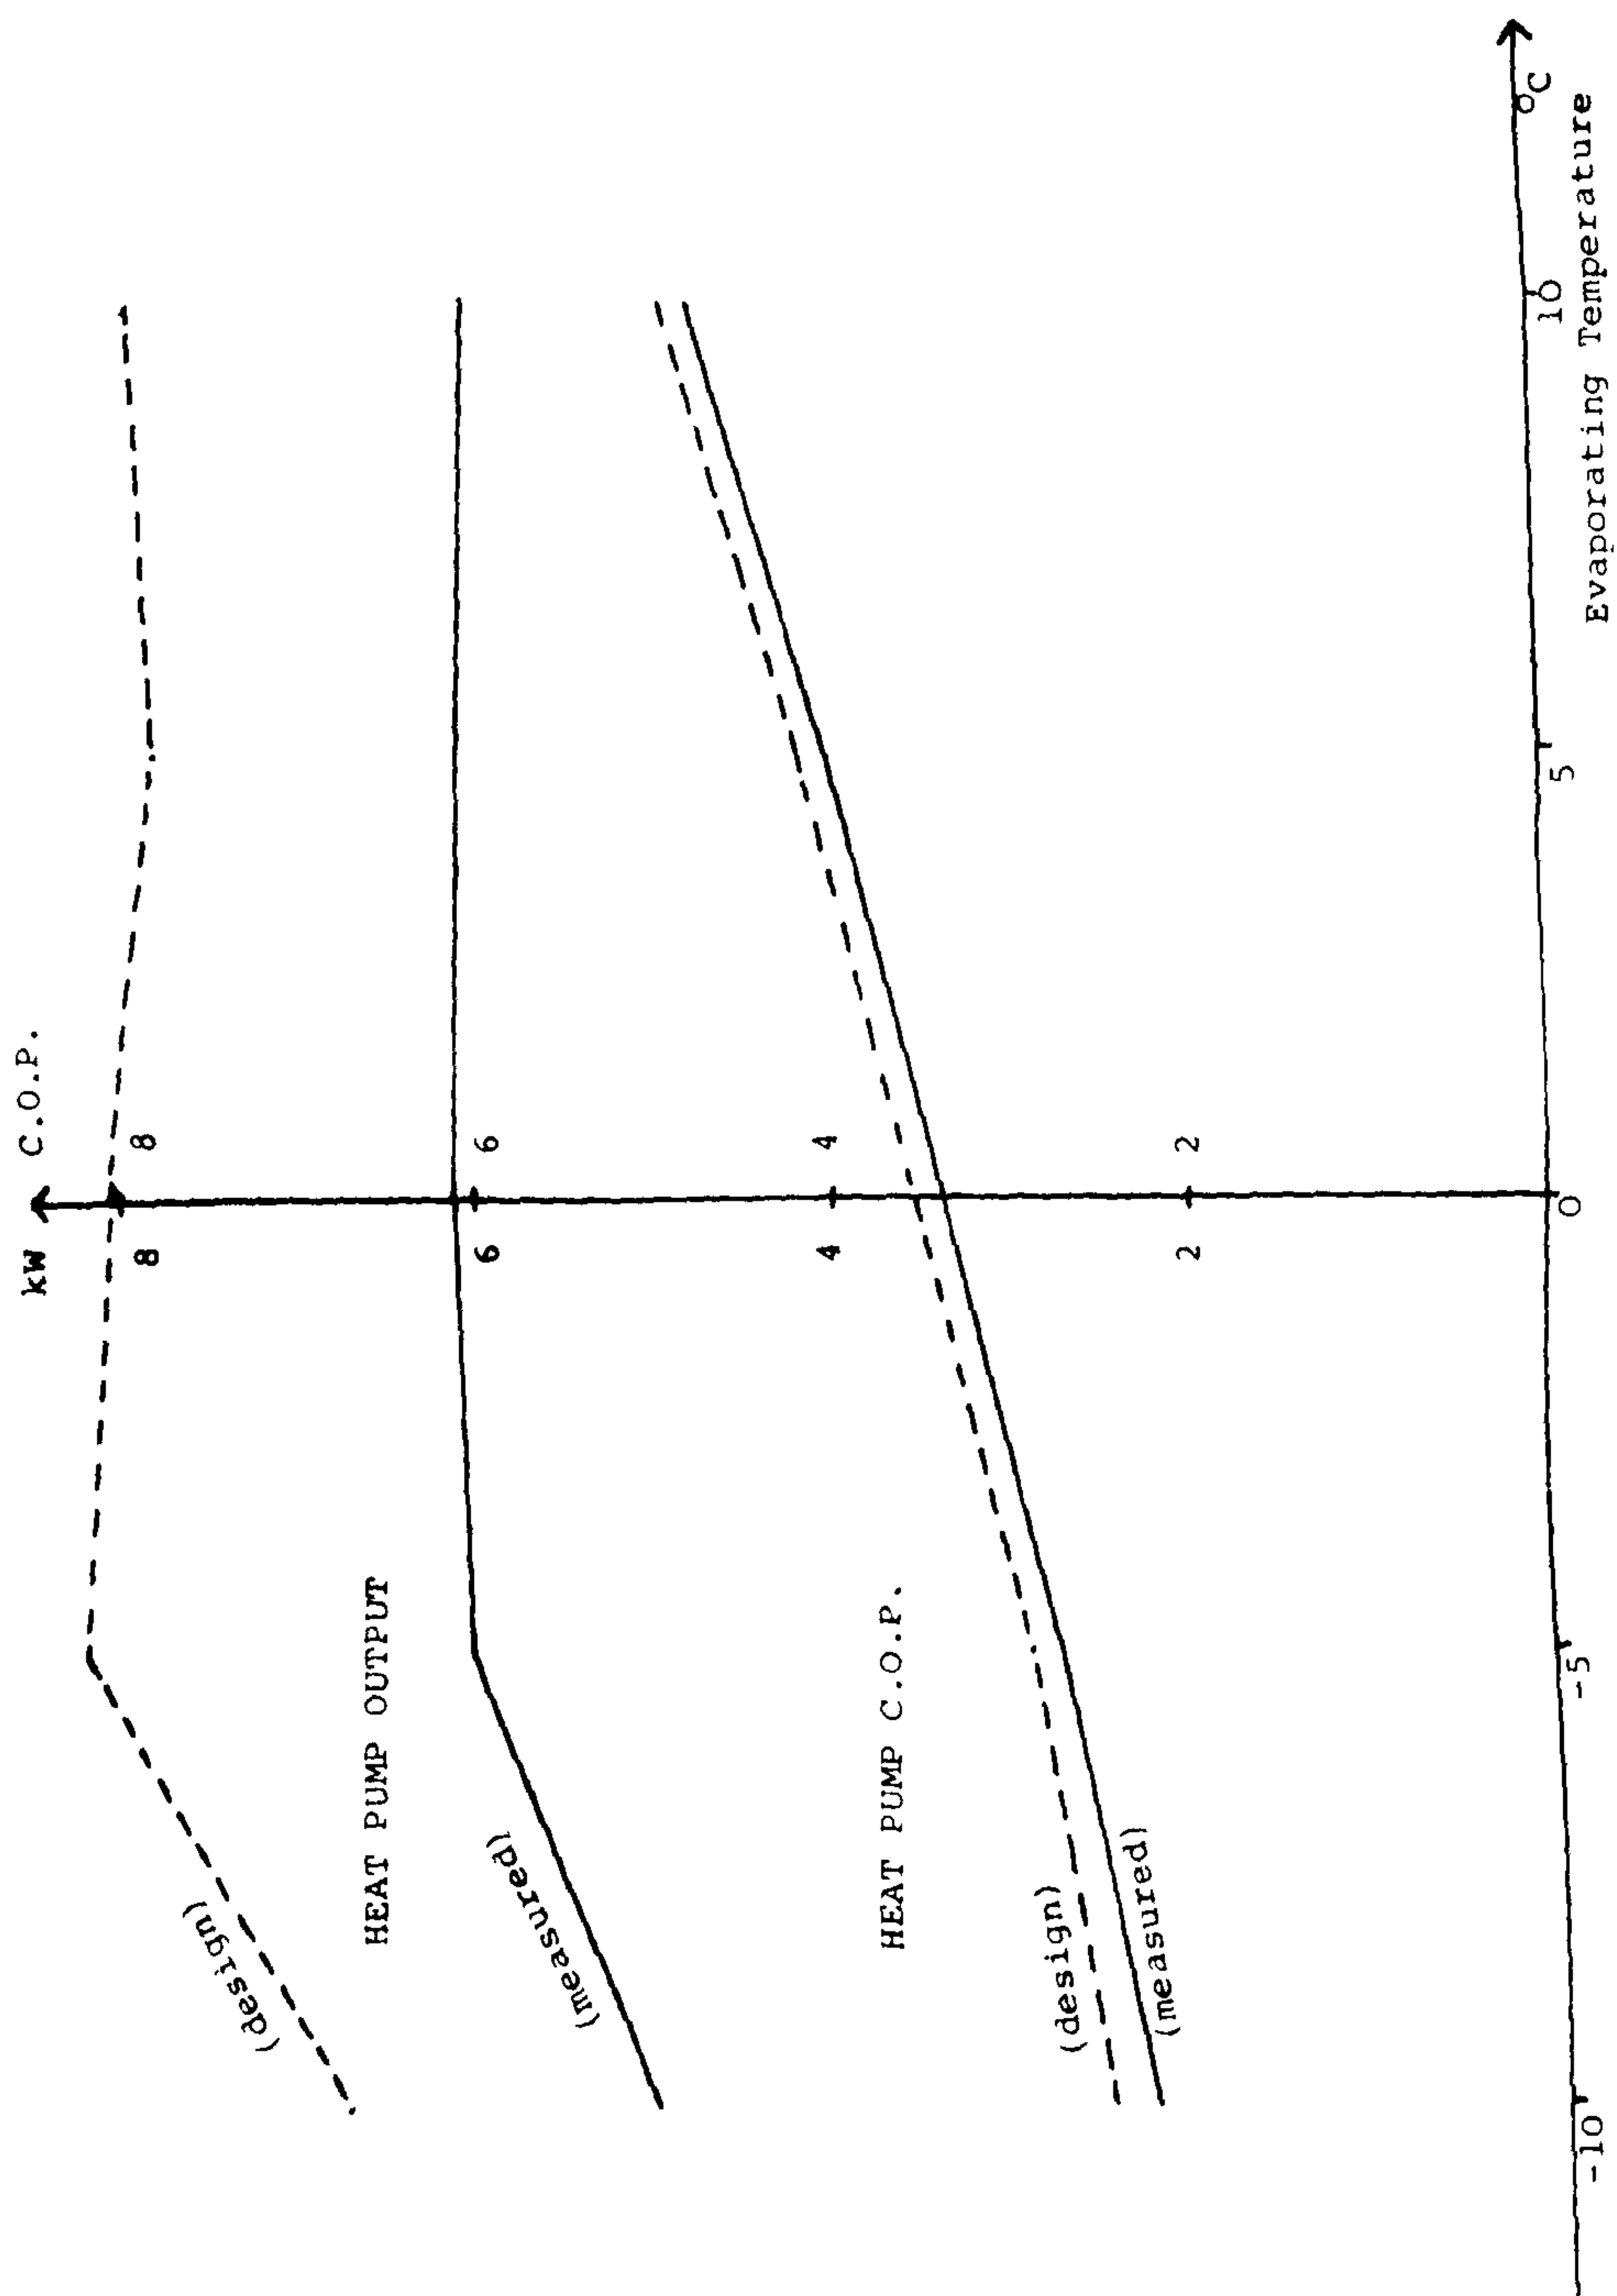 kW C.O.P.
8 8
6 6
4 4
2 2
(design)
HEAT PUMP OUTPUT
(measured)
HEAT PUMP C.O.P.
(design)
(measured)
-10 -5 0 5 10 °C
Evaporating Temperature